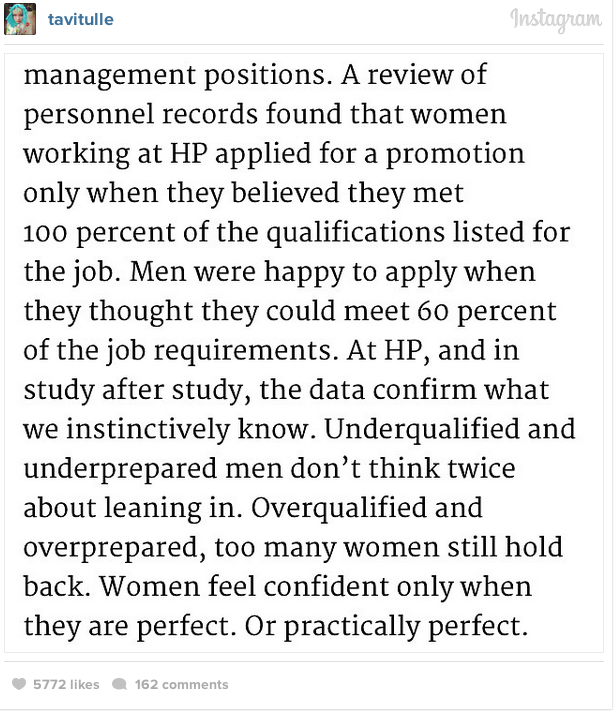 tavitulle
Instagram
management positions. A review of
personnel records found that women
working at HP applied for a promotion
only when they believed they met
100 percent of the qualifications listed for
the job. Men were happy to apply when
they thought they could meet 60 percent
of the job requirements. At HP, and in
study after study, the data confirm what
we instinctively know. Underqualified and
underprepared men don’t think twice
about leaning in. Overqualified and
overprepared, too many women still hold
back. Women feel confident only when
they are perfect. Or practically perfect.
5772 likes 162 comments